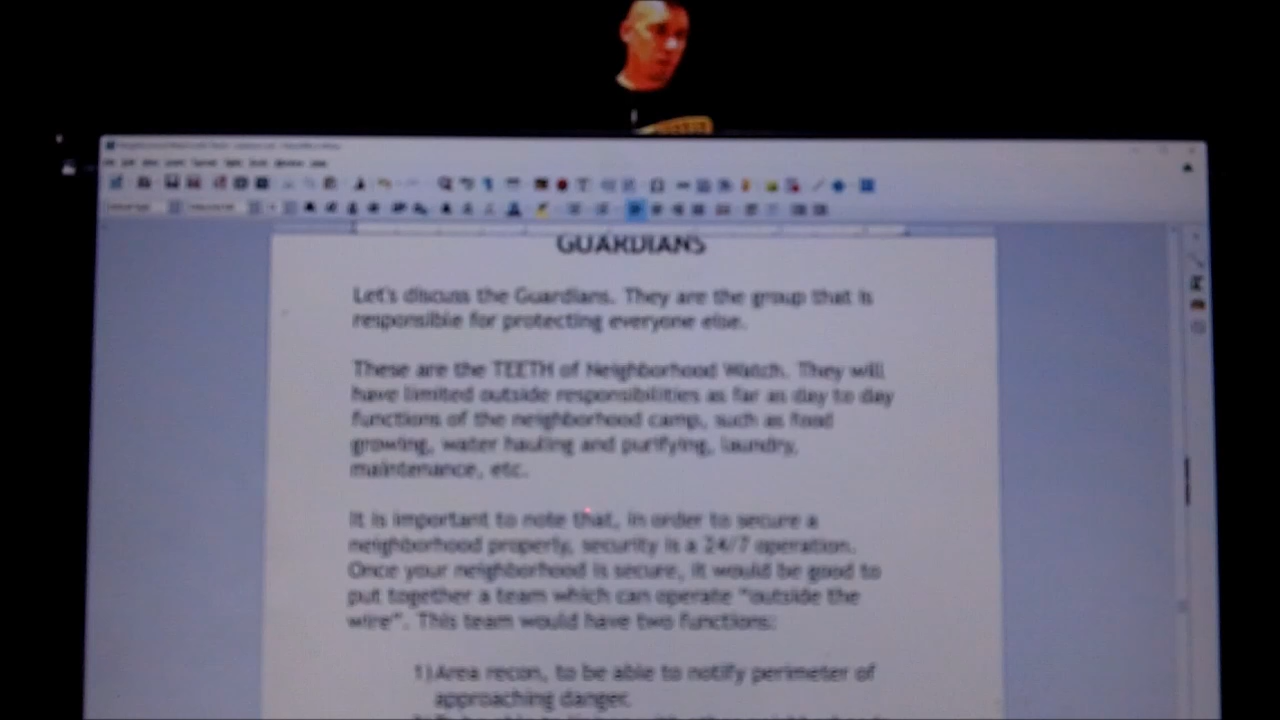 GUARDIANS
Let's discuss the Guardians. They are the group that is
responsible for protecting everyone else.
These are the TEETH of Neighborhood Watch. They will
have limited outside responsibilities as far as day to day
functions of the neighborhood camp, such as food
growing, water hauling and purifying, laundry,
maintenance, etc.
It is important to note that, in order to secure a
neighborhood properly, security is a 24/7 operation.
Once your neighborhood is secure, it would be good to
put together a team which can operate "outside the
wire". This team would have two functions:
1)Area recon, to be able to notify perimeter of
approaching danger.